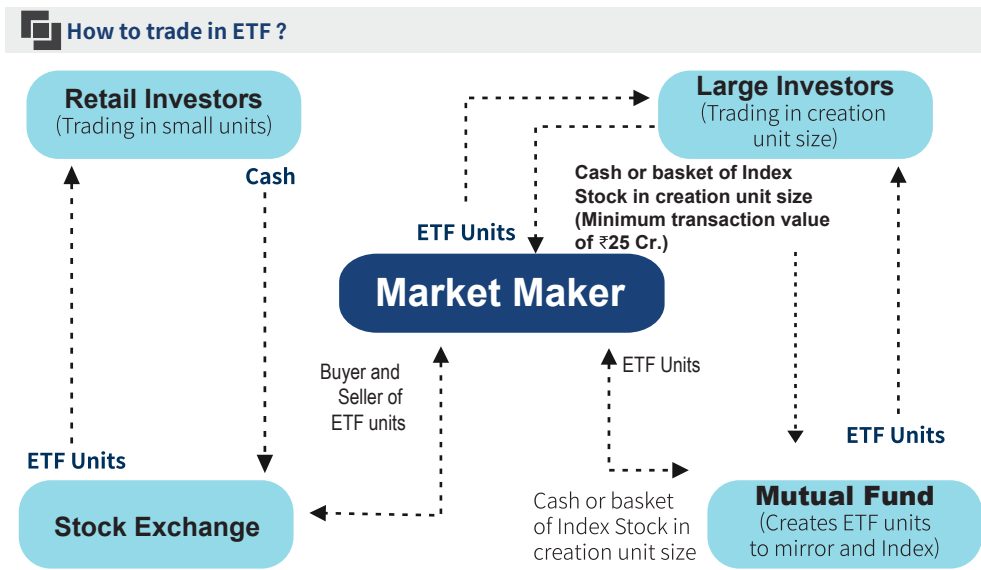 How to trade in ETF ?
Retail Investors
(Trading in small units)
Large Investors
(Trading in creation
unit size)
Cash
Cash or basket of Index
Stock in creation unit size
(Minimum transaction value
of ₹25 Cr.)
ETF Units
Market Maker
Buyer and
Seller of
ETF units
ETF Units
ETF Units
ETF Units
Stock Exchange
Cash or basket
of Index Stock in
creation unit size
Mutual Fund
(Creates ETF units
to mirror and Index)